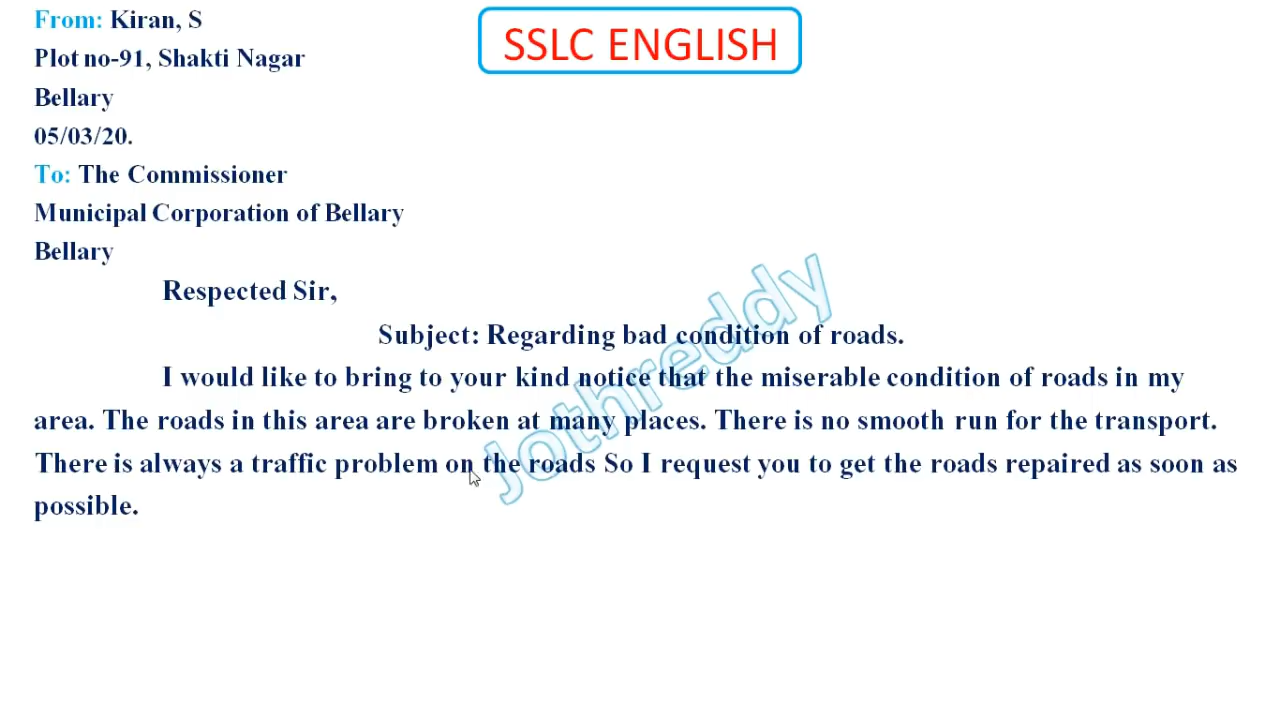 SSLC ENGLISH
From: Kiran, S
Plot no-91, Shakti Nagar
Bellary
05/03/20.
To: The Commissioner
Municipal Corporation of Bellary
Bellary
Respected Sir,
Subject: Regarding bad condition of roads.
I would like to bring to your kind notice that the miserable condition of roads in my
area. The roads in this area are broken at many places. There is no smooth run for the transport.
There is always a traffic problem on the roads So I request you to get the roads repaired as soon as
possible.
Jothreddy